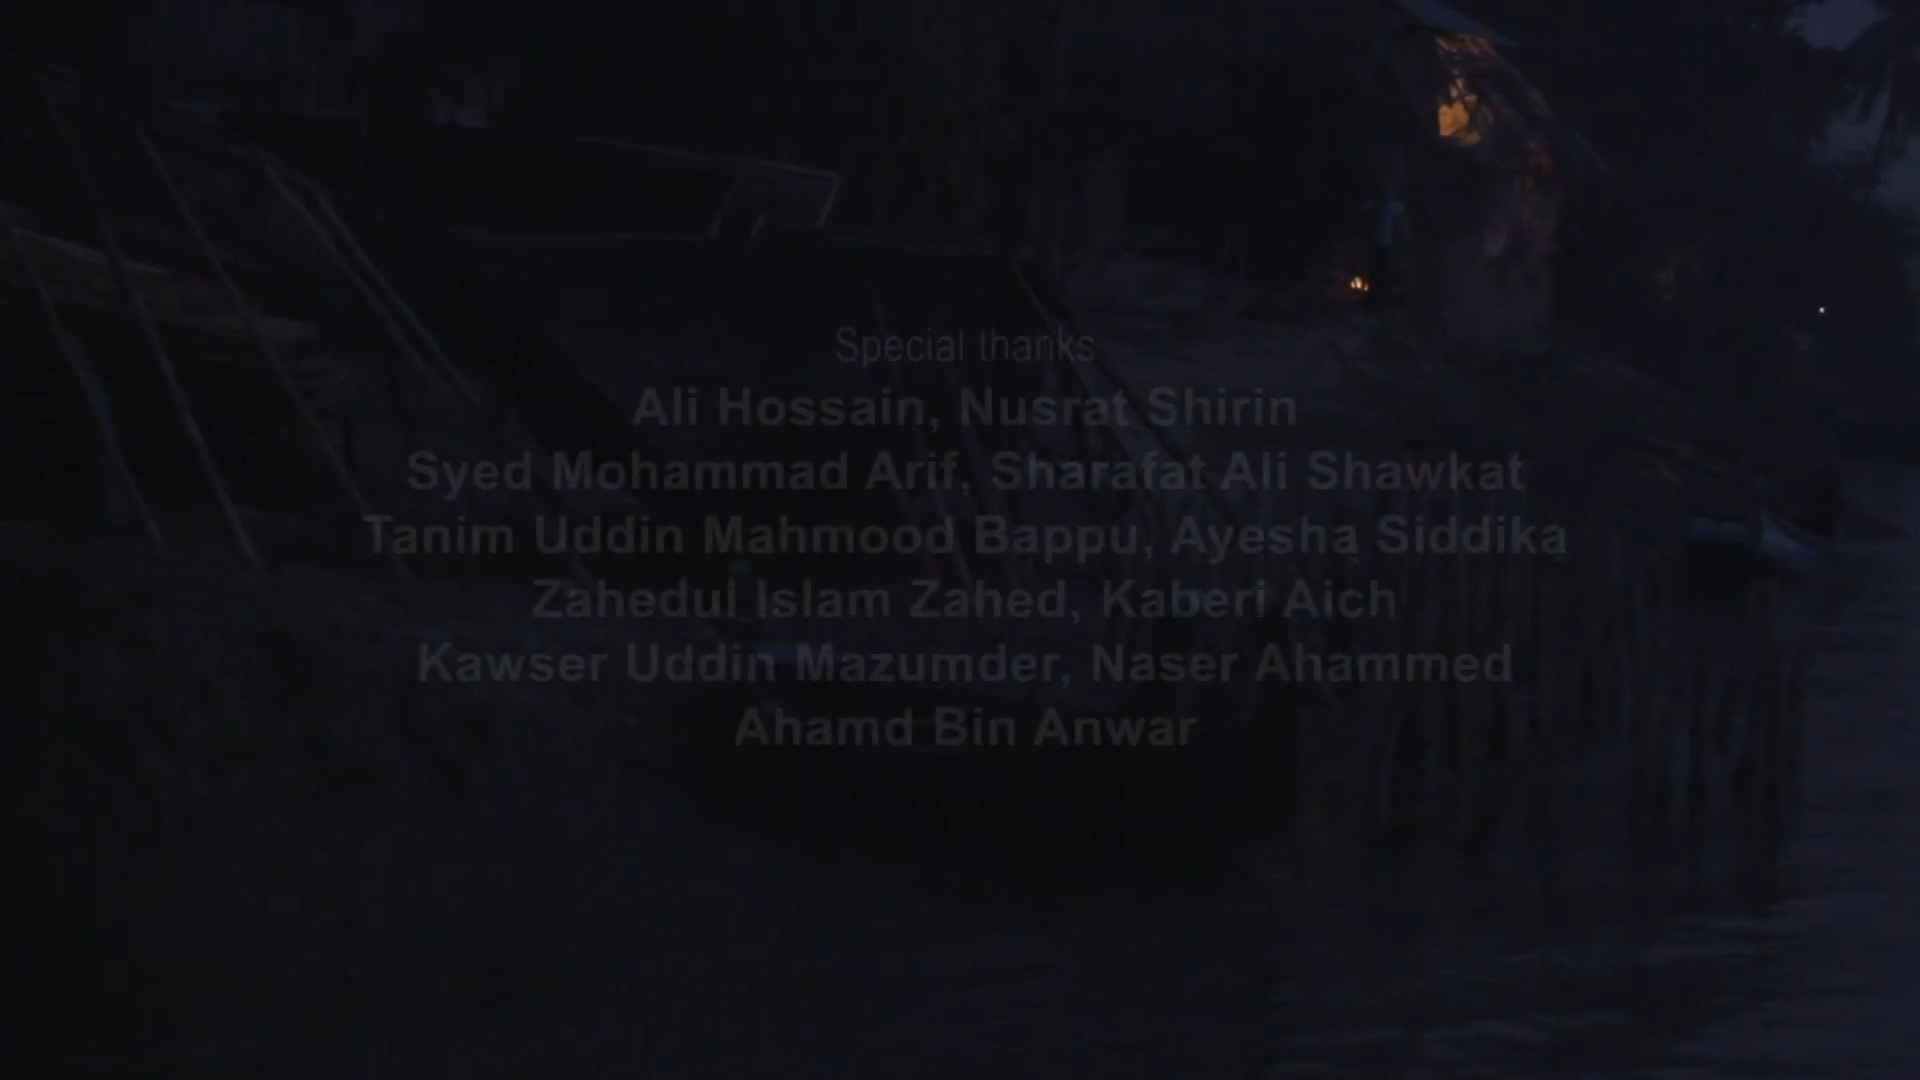 Special thanks
Ali Hossain, Nusrat Shirin
Syed Mohammad Arif, Sharafat Ali Shawkat
Tanim Uddin Mahmood Bappu, Ayesha Siddika
Zahedul Islam Zahed, Kaberi Aich
Kawser Uddin Mazumder, Naser Ahammed
Ahamd Bin Anwar